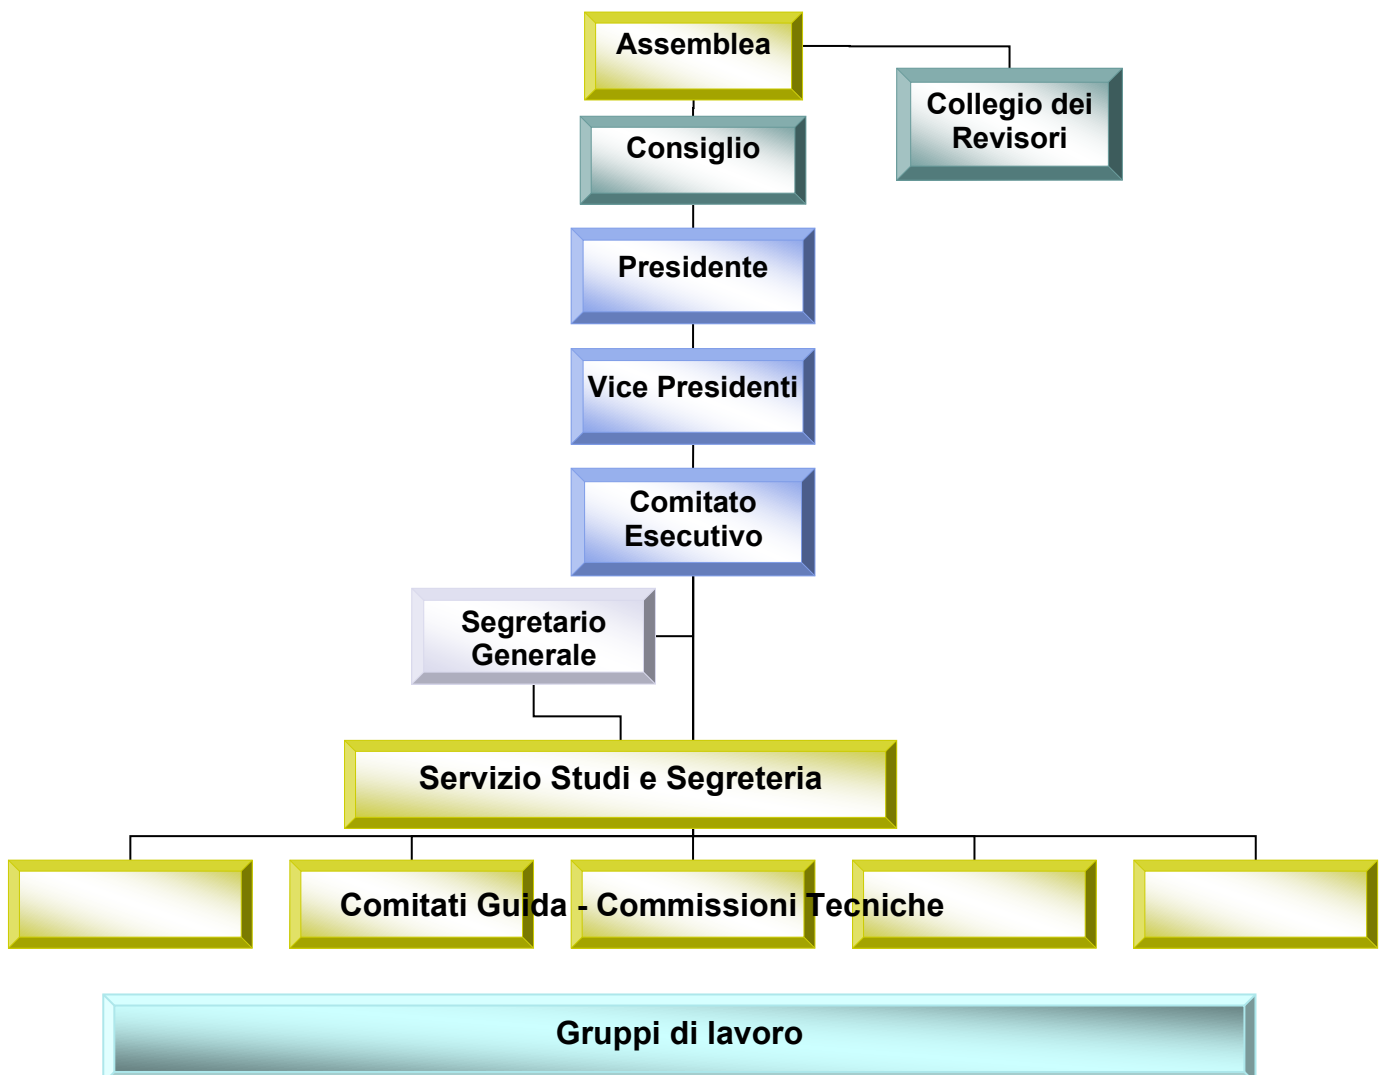 Assemblea
Collegio dei
Revisori
Consiglio
Presidente
Vice Presidenti
Comitato
Esecutivo
Segretario
Generale
Servizio Studi e Segreteria
Comitati Guida - Commissioni Tecniche
Gruppi di lavoro